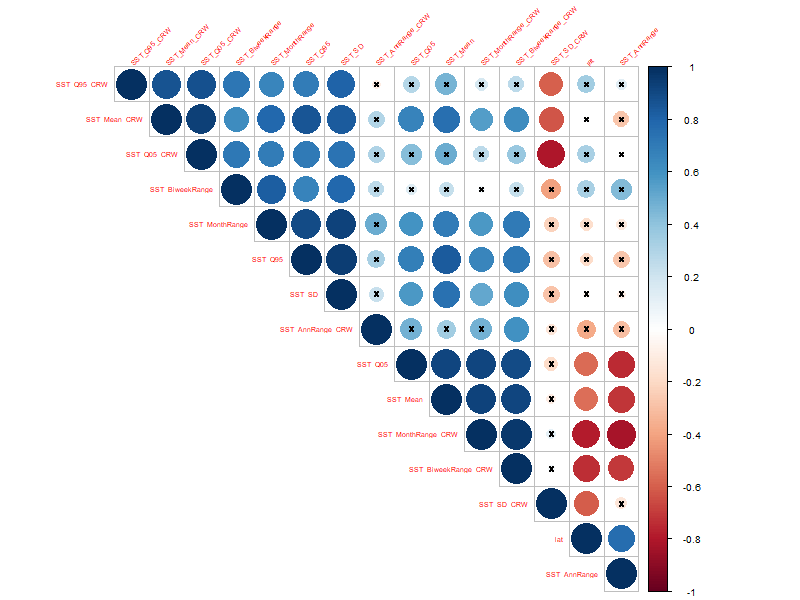 SST_Q95_CRW
SST_Mean_CRW
SST_Q05_CRW
SST_BiweekRange
SST_MonthRange
SST_Q95
SST_SD
SST_AnnRange_CRW
SST_Q05
SST_Mean
SST_MonthRange_CRW
SST_BiweekRange_CRW
SST_SD_CRW
lat
SST_AnnRange
SST_Q95_CRW
SST_Mean_CRW
SST_Q05_CRW
SST_BiweekRange
SST_MonthRange
SST_Q95
SST_SD
SST_AnnRange_CRW
SST_Q05
SST_Mean
SST_MonthRange_CRW
SST_BiweekRange_CRW
SST_SD_CRW
lat
SST_AnnRange
1
0.8
0.6
0.4
0.2
0
-0.2
-0.4
-0.6
-0.8
-1